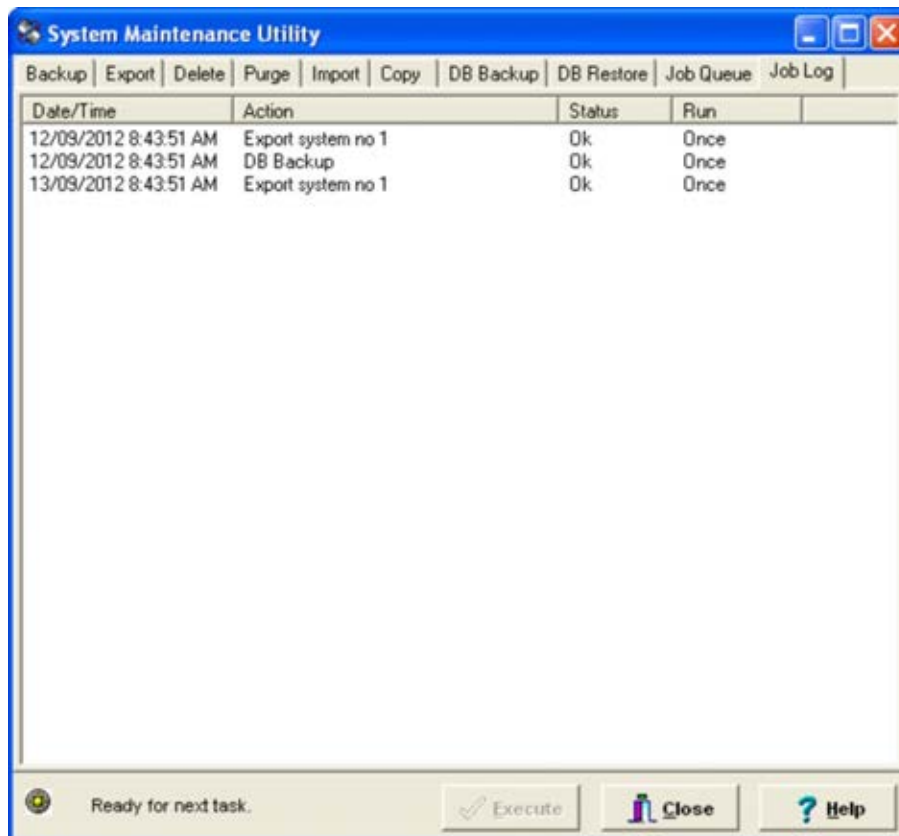 System Maintenance Utility
Backup Export Delete Purge Import Copy DB Backup DB Restore Job Queue Job Log
Date/Time Action Status Run
12/09/2012 8:43:51 AM Export system no 1 Ok Once
12/09/2012 8:43:51 AM DB Backup Ok Once
13/09/2012 8:43:51 AM Export system no 1 Ok Once
Ready for next task. Execute Close ? Help